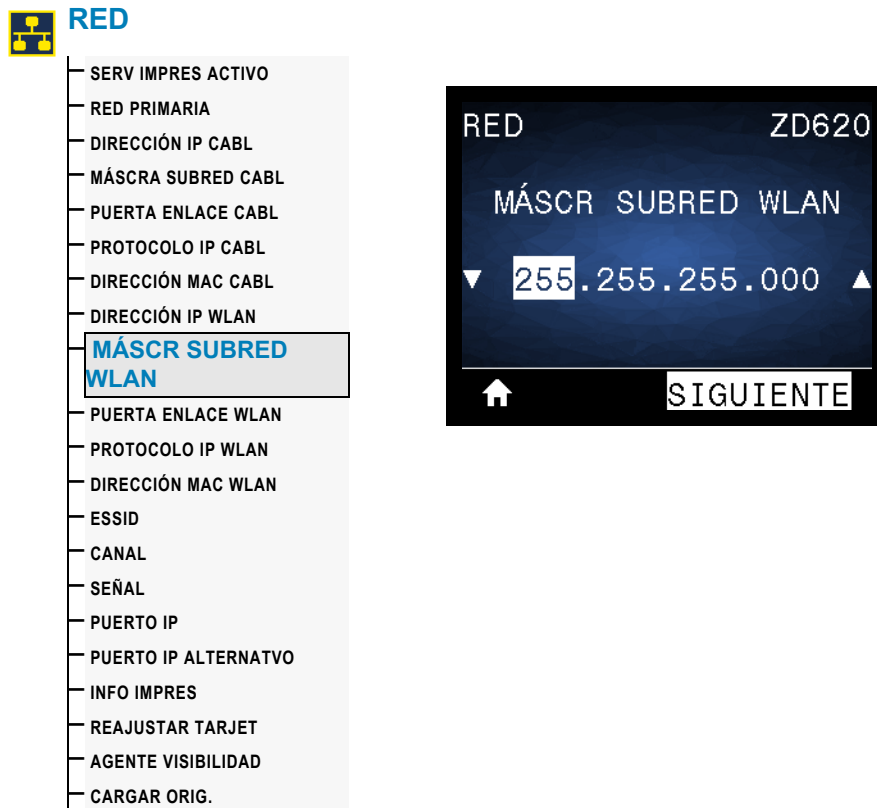 RED
SERV IMPRES ACTIVO
RED PRIMARIA
DIRECCIÓN IP CABL
MÁSCRA SUBRED CABL
PUERTA ENLACE CABL
PROTOCOLO IP CABL
DIRECCIÓN MAC CABL
DIRECCIÓN IP WLAN
MÁSCR SUBRED
WLAN
PUERTA ENLACE WLAN
PROTOCOLO IP WLAN
DIRECCIÓN MAC WLAN
ESSID
CANAL
SEÑAL
PUERTO IP
PUERTO IP ALTERNATVO
INFO IMPRES
REAJUSTAR TARJET
AGENTE VISIBILIDAD
CARGAR ORIG.
RED ZD620
MÁSCR SUBRED WLAN
255.255.255.000
SIGUIENTE